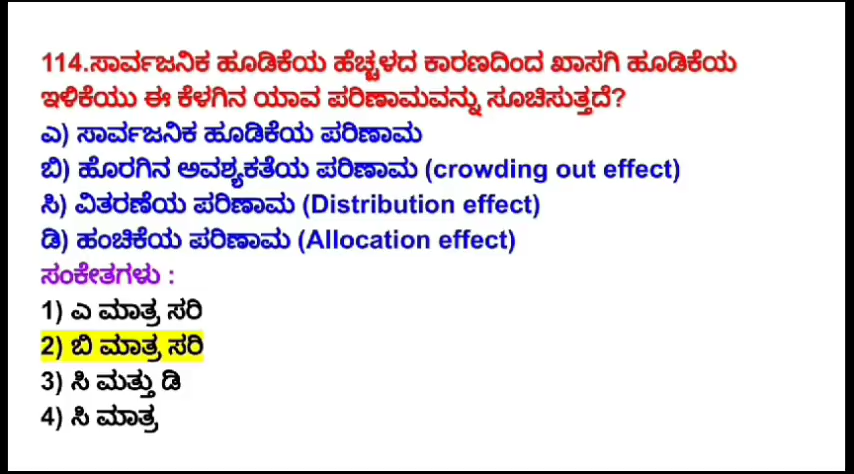 114.ಸಾರ್ವಜನಿಕ ಹೂಡಿಕೆಯ ಹೆಚ್ಚಳದ ಕಾರಣದಿಂದ ಖಾಸಗಿ ಹೂಡಿಕೆಯ
ಇಳಿಕೆಯು ಈ ಕೆಳಗಿನ ಯಾವ ಪರಿಣಾಮವನ್ನು ಸೂಚಿಸುತ್ತದೆ?
ಎ) ಸಾರ್ವಜನಿಕ ಹೂಡಿಕೆಯ ಪರಿಣಾಮ
ಬಿ) ಹೊರಗಿನ ಅವಶ್ಯಕತೆಯ ಪರಿಣಾಮ (crowding out effect)
ಸಿ) ವಿತರಣೆಯ ಪರಿಣಾಮ (Distribution effect)
ಡಿ) ಹಂಚಿಕೆಯ ಪರಿಣಾಮ (Allocation effect)
ಸಂಕೇತಗಳು :
1) ಎ ಮಾತ್ರ ಸರಿ
2) ಬಿ ಮಾತ್ರ ಸರಿ
3) ಸಿ ಮತ್ತು ಡಿ
4) ಸಿ ಮಾತ್ರ